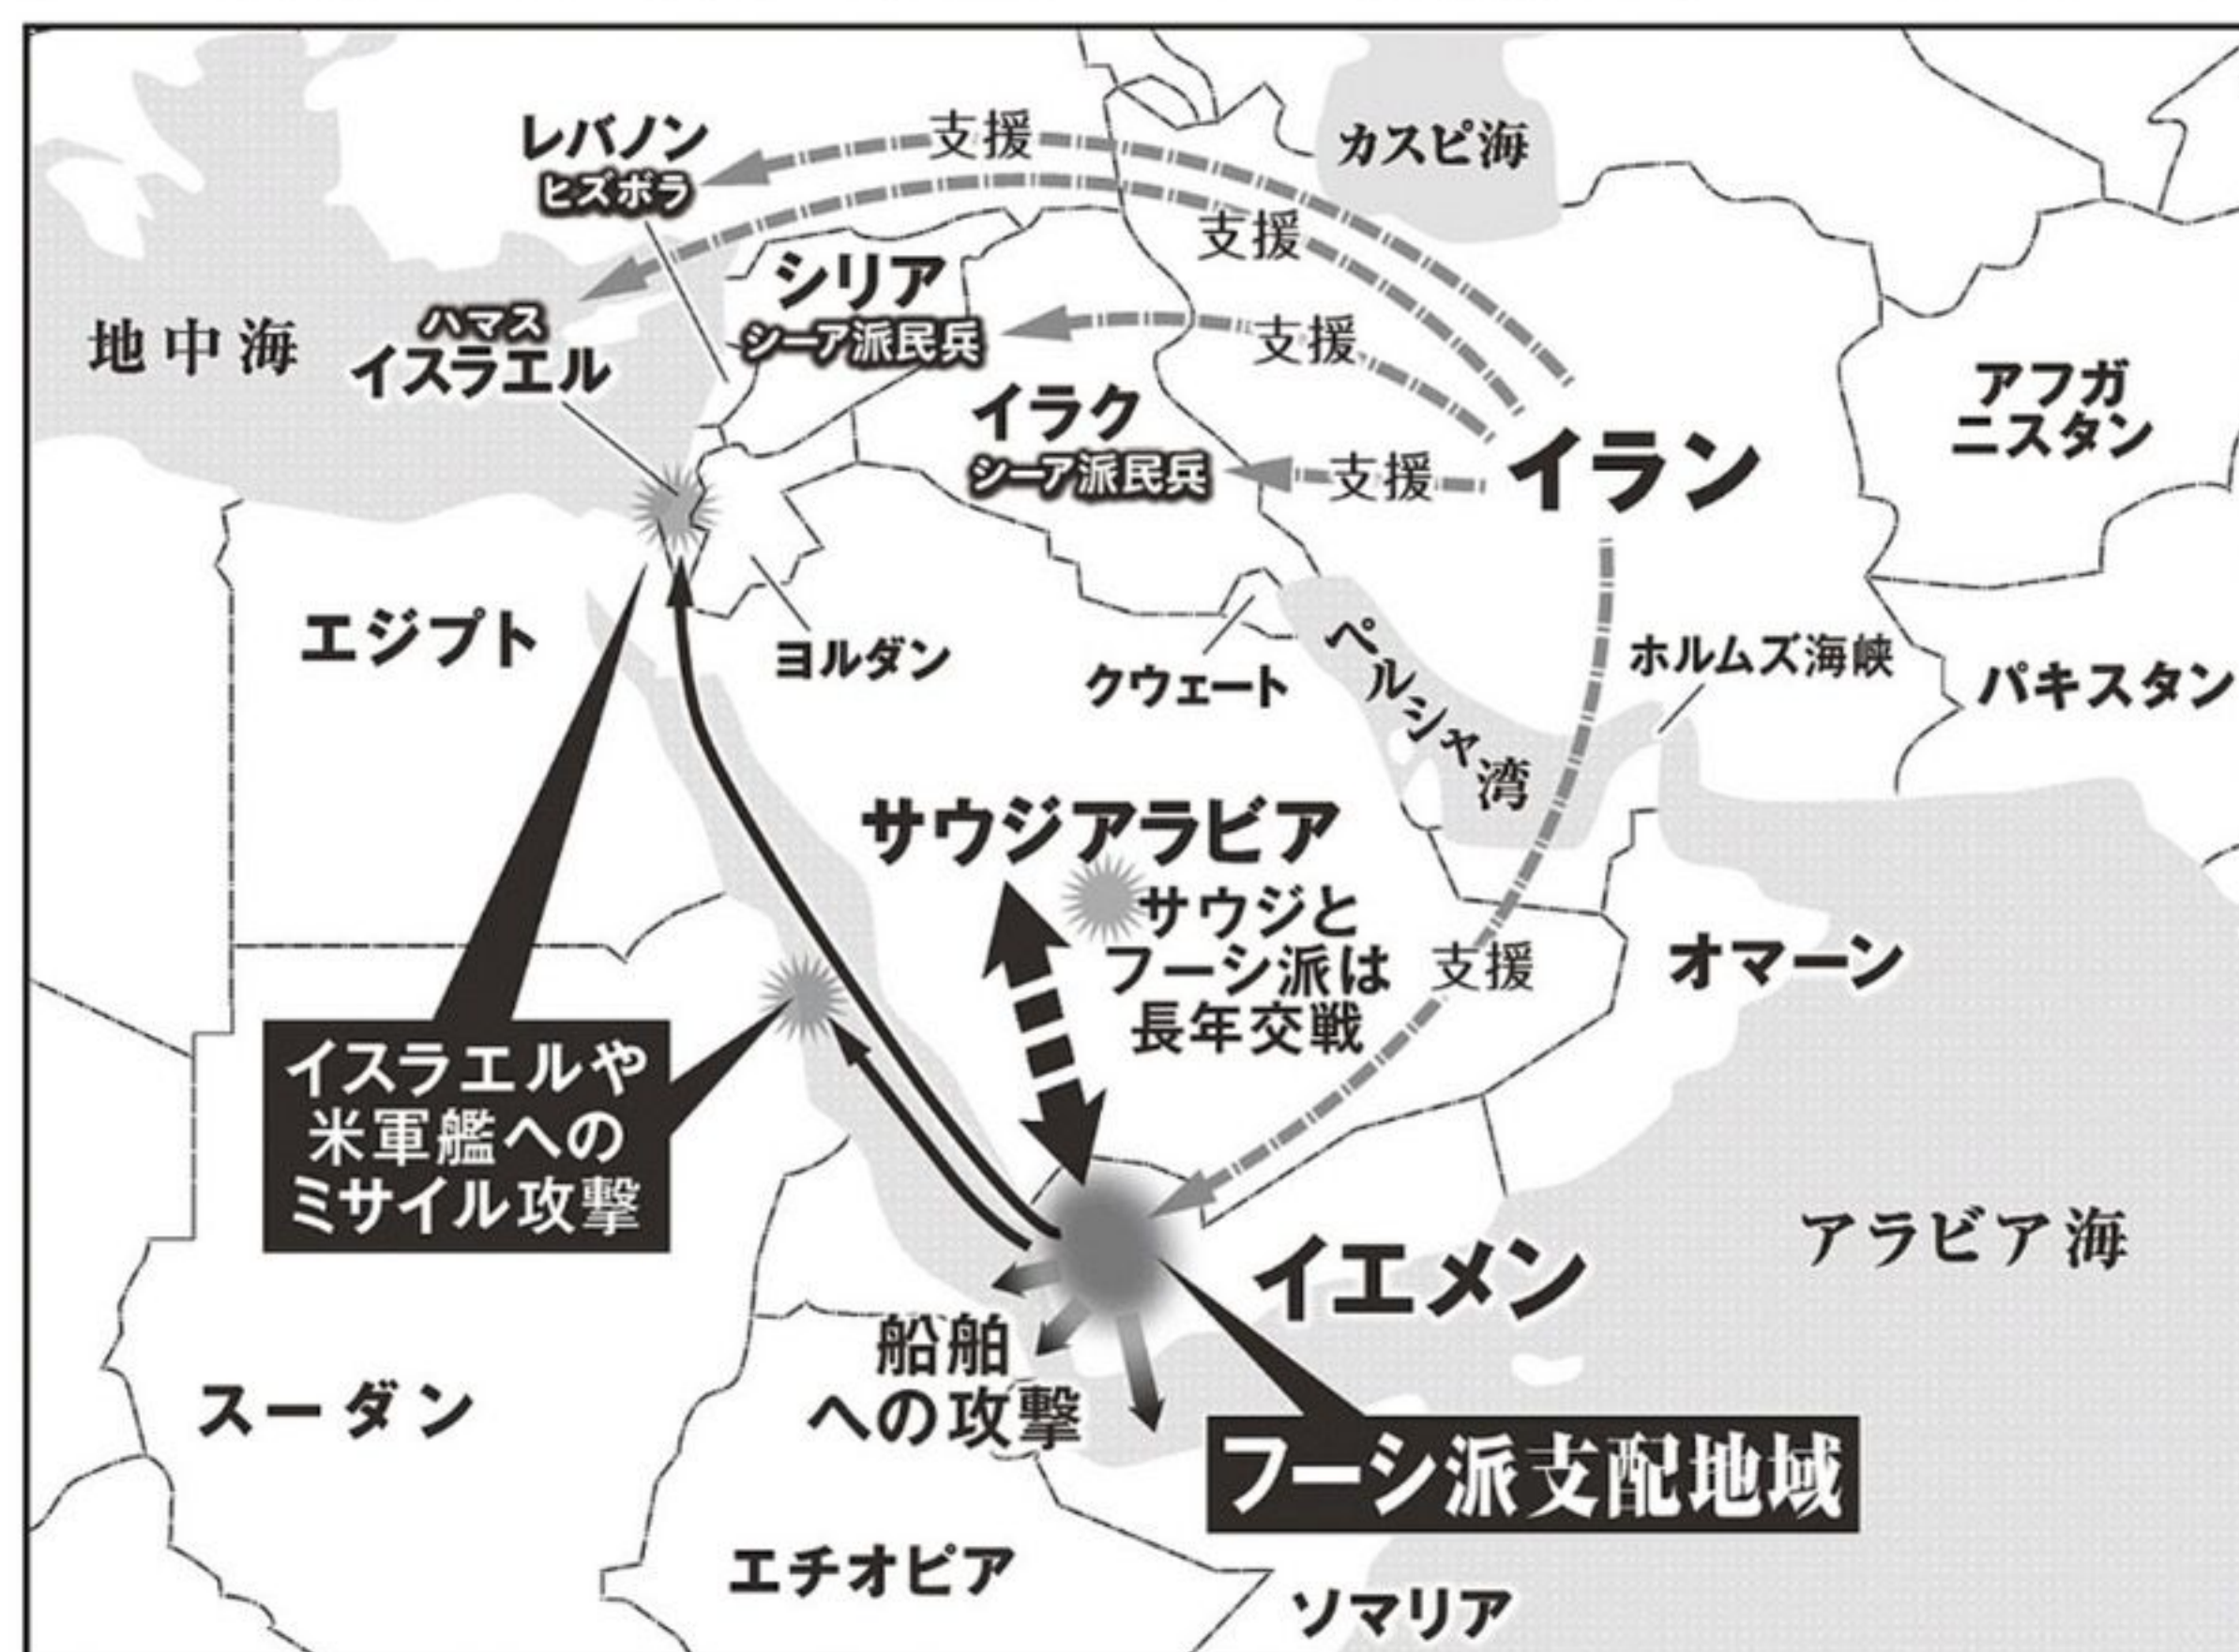 レバノン
ヒズボラ
支援
カスピ海
支援
シリア
シーア派民兵
支援
地中海
ハマス
イスラエル
イラク
シーア派民兵
支援
イラン
アフガ
ニスタン
エジプト
ヨルダン
クウェート
ペルシャ湾
ホルムズ海峡
パキスタン
サウジアラビア
サウジと
フーシ派は
長年交戦
支援
オマーン
イスラエルや
米軍艦への
ミサイル攻撃
イエメン
アラビア海
船舶
への攻撃
スーダン
フーシ派支配地域
エチオピア
ソマリア